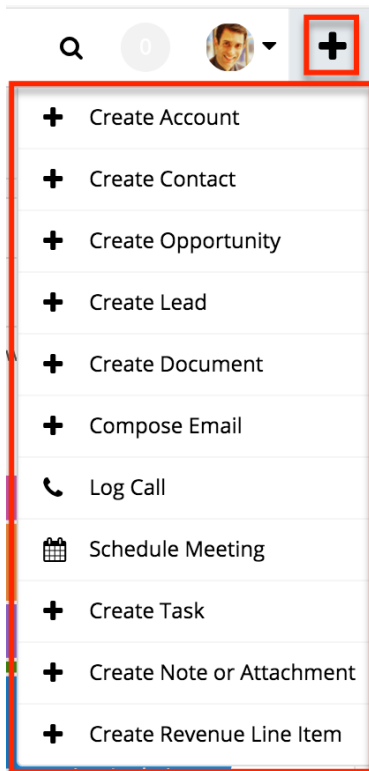 0
Create Account
Create Contact
Create Opportunity
Create Lead
Create Document
Compose Email
Log Call
Schedule Meeting
Create Task
Create Note or Attachment
Create Revenue Line Item